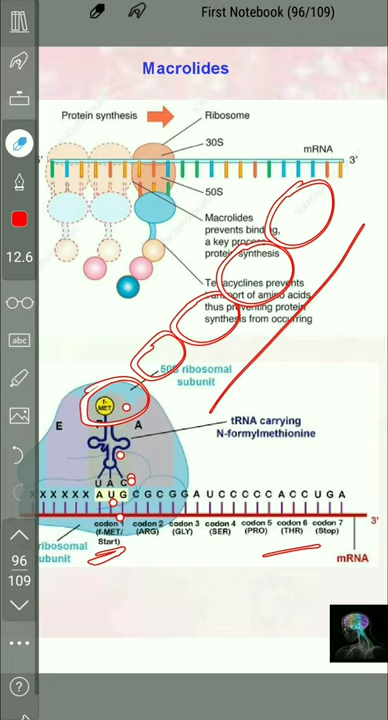 First Notebook (96/109)
Macrolides
Protein synthesis
Ribosome
30S
mRNA
3'
50S
Macrolides
prevents binding,
a key process
protein synthesis
Tetracyclines prevents
transport of amino acids
thus preventing protein
synthesis from occurring
12.6
abc
50S ribosomal
subunit
f-
MET
E
A
tRNA carrying
N-formylmethionine
U A C
X X X X X X A U G C G C G G A U C C C C C A C C U G A
3'
codon 1
(f-MET/
Start)
codon 2
(ARG)
codon 3
(GLY)
codon 4
(SER)
codon 5
(PRO)
codon 6
(THR)
codon 7
(Stop)
ribosomal
subunit
mRNA
96
109
?